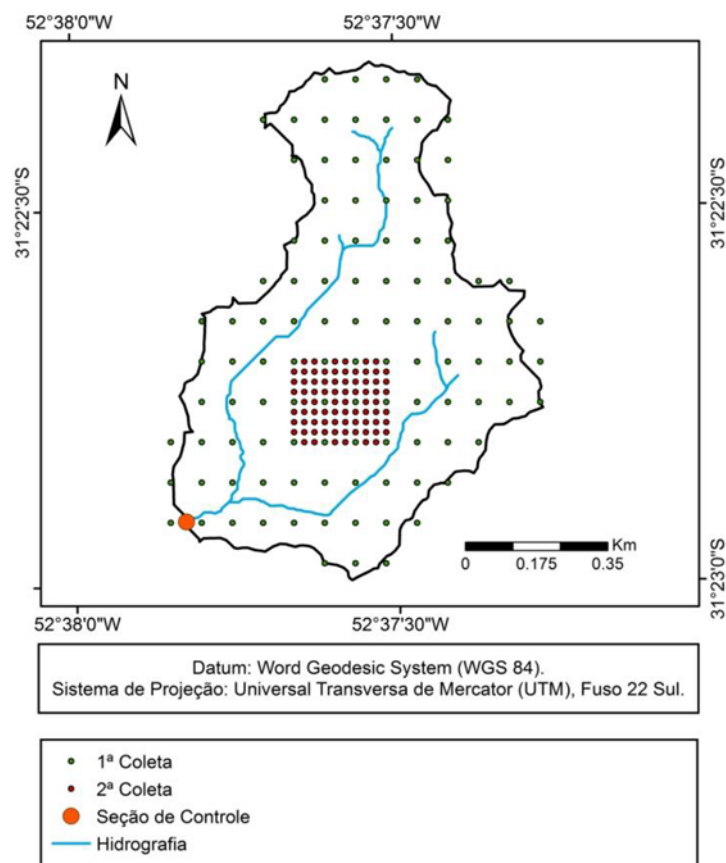 52°38'0"W
52°37'30"W
N
31°22'30"S
31°22'30"S
Km
0
0.175
0.35
31°23'0"S
52°38'0"W
52°37'30"W
Datum: Word Geodesic System (WGS 84).
Sistema de Projeção: Universal Transversa de Mercator (UTM), Fuso 22 Sul.
1ª Coleta
2ª Coleta
Seção de Controle
Hidrografia